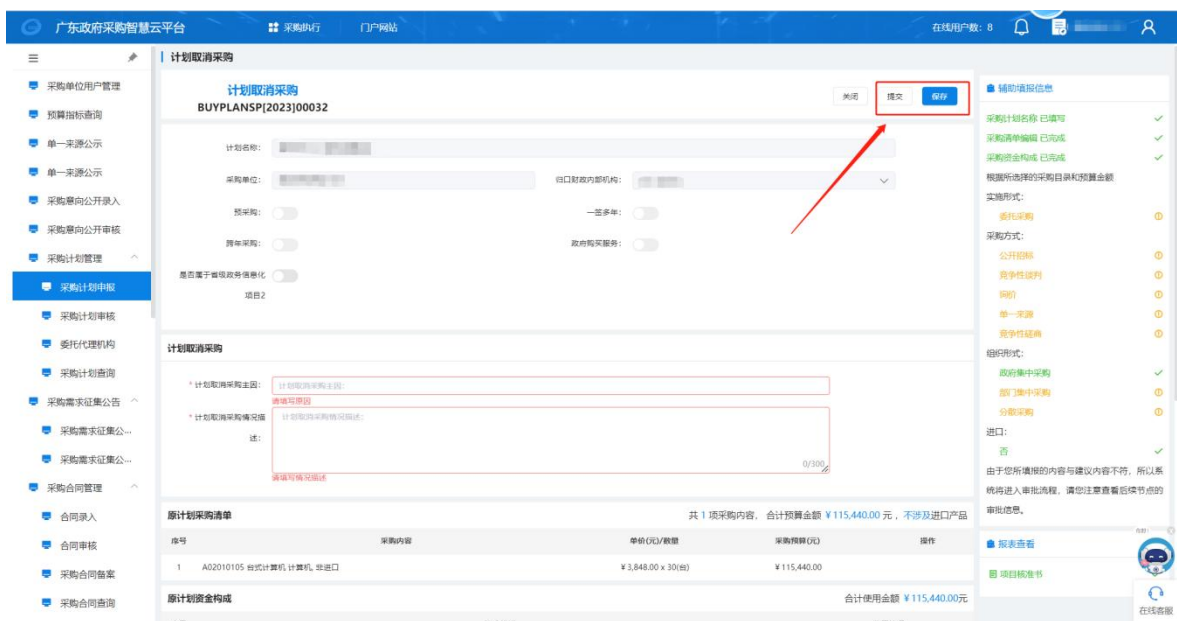 广东政府采购智慧云平台
采购执行
门户网站
在线用户数: 8
采购单位用户管理
预算指标查询
单一来源公示
单一来源公示
采购意向公开录入
采购意向公开审核
采购计划管理
采购计划申报
采购计划审核
委托代理机构
采购计划查询
采购需求征集公告
采购需求征集公...
采购需求征集公...
采购合同管理
合同录入
合同审核
采购合同备案
采购合同查询
计划取消采购
计划取消采购
BUYPLANSP[2023]00032
关闭
提交
保存
计划名称:
采购单位:
归口财政内部机构:
预采购:
一签多年:
跨年采购:
政府购买服务:
是否属于省级政务信息化
项目2
计划取消采购
* 计划取消采购主因:
计划取消采购主因:
请填写原因
* 计划取消采购情况描
述:
计划取消采购情况描述:
0/300
请填写情况描述
原计划采购清单
共 1 项采购内容, 合计预算金额 ¥ 115,440.00 元 , 不涉及进口产品
序号 采购内容 单价(元)/数量 采购预算(元) 操作
1 A02010105 台式计算机 计算机, 非进口 ¥ 3,848.00 x 30(台) ¥ 115,440.00
原计划资金构成
合计使用金额 ¥ 115,440.00元
辅助填报信息
采购计划名称 已填写
采购清单编辑 已完成
采购资金构成 已完成
根据所选择的采购目录和预算金额
实施形式:
委托采购
采购方式:
公开招标
竞争性谈判
询价
单一来源
竞争性磋商
组织形式:
政府集中采购
部门集中采购
分散采购
进口:
否
由于您所填报的内容与建议内容不符, 所以系
统将进入审批流程, 请您注意查看后续节点的
审批信息。
报表查看
项目核准书
在线客服